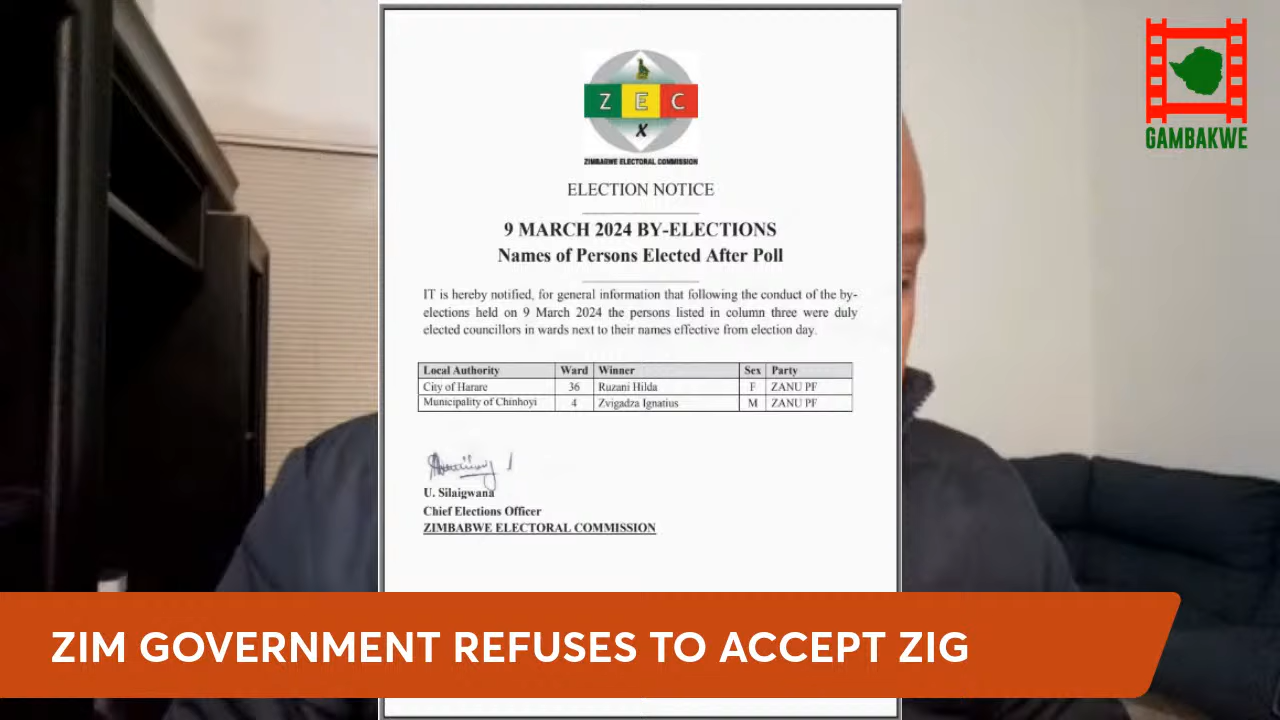 Z E C
X
ZIMBABWE ELECTORAL COMMISSION
ELECTION NOTICE
9 MARCH 2024 BY-ELECTIONS
Names of Persons Elected After Poll
IT is hereby notified, for general information that following the conduct of the by-
elections held on 9 March 2024 the persons listed in column three were duly
elected councillors in wards next to their names effective from election day.
Local Authority Ward Winner Sex Party
City of Harare 36 Ruzani Hilda F ZANU PF
Municipality of Chinhoyi 4 Zvigadza Ignatius M ZANU PF
U. Silaigwana
Chief Elections Officer
ZIMBABWE ELECTORAL COMMISSION
GAMBAKWE
ZIM GOVERNMENT REFUSES TO ACCEPT ZIG